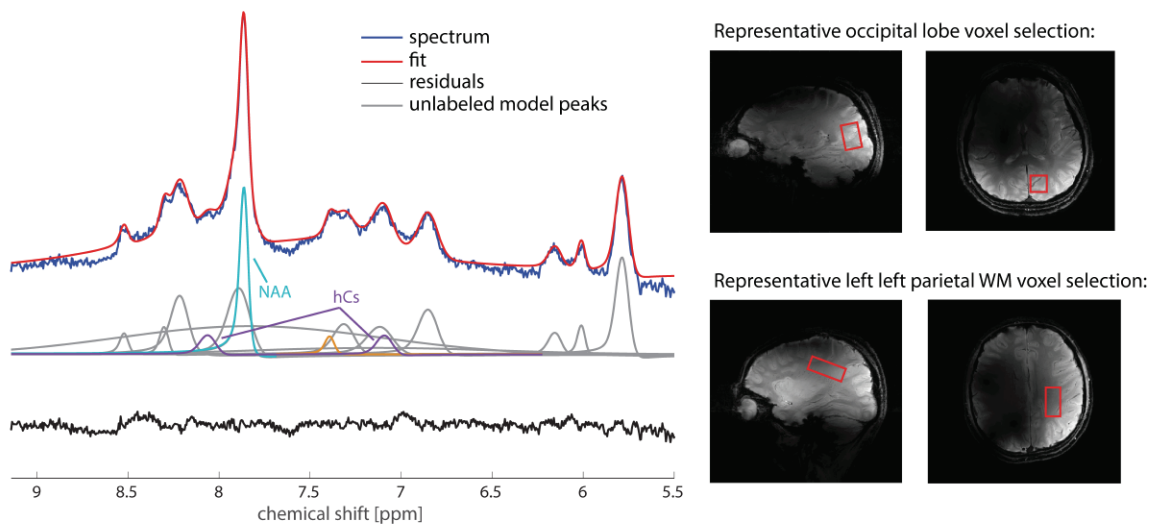 spectrum
fit
residuals
unlabeled model peaks
NAA
hCs
9 8.5 8 7.5 7 6.5 6 5.5
chemical shift [ppm]
Representative occipital lobe voxel selection:
Representative left left parietal WM voxel selection: